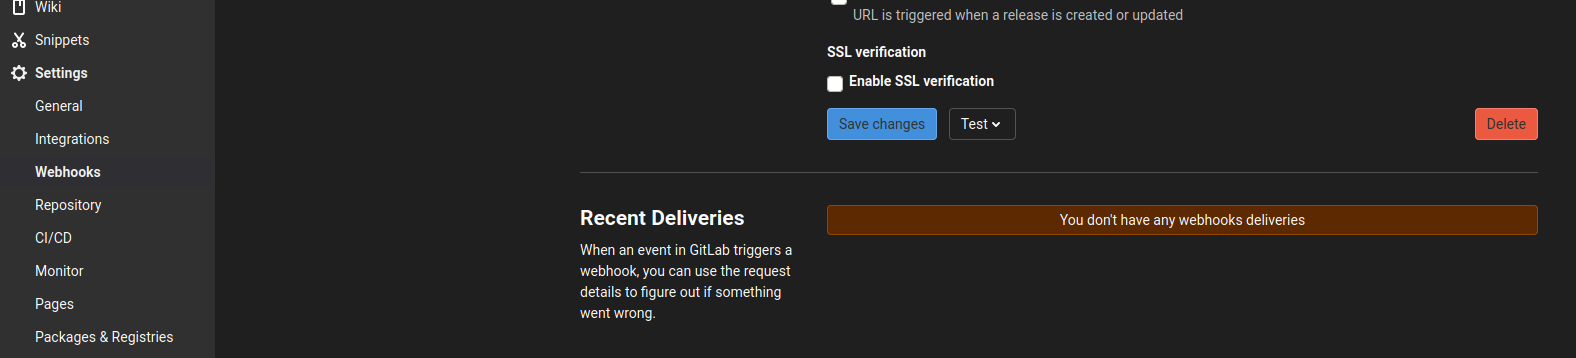 Wiki
Snippets
Settings
General
Integrations
Webhooks
Repository
CI/CD
Monitor
Pages
Packages & Registries
URL is triggered when a release is created or updated
SSL verification
Enable SSL verification
Save changes
Test
Delete
Recent Deliveries
When an event in GitLab triggers a
webhook, you can use the request
details to figure out if something
went wrong.
You don't have any webhooks deliveries